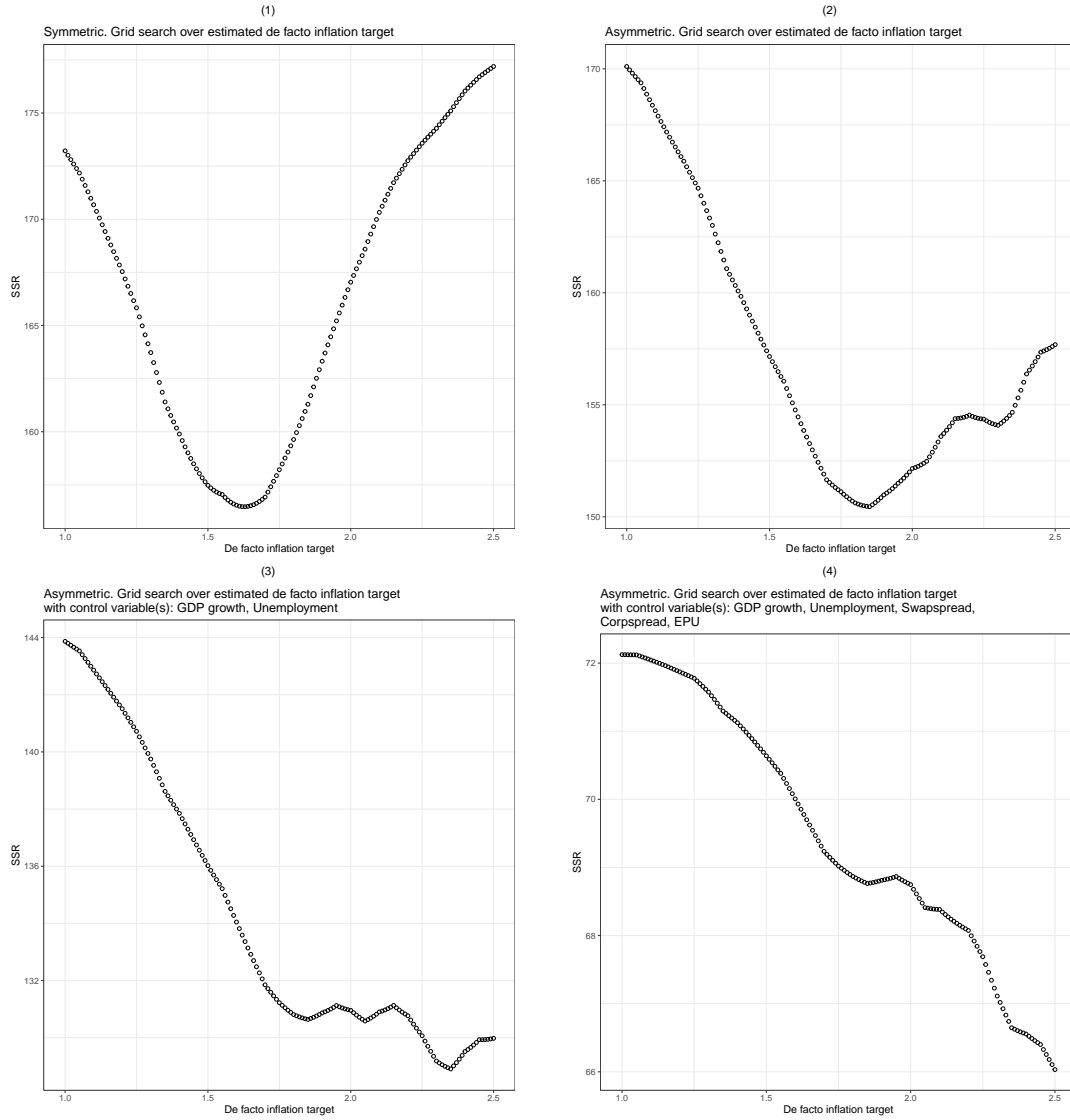 (1)
Symmetric. Grid search over estimated de facto inflation target
175
170
165
160
SSR
1.0
1.5
2.0
2.5
De facto inflation target
(2)
Asymmetric. Grid search over estimated de facto inflation target
170
165
160
155
150
SSR
1.0
1.5
2.0
2.5
De facto inflation target
(3)
Asymmetric. Grid search over estimated de facto inflation target
with control variable(s): GDP growth, Unemployment
144
140
136
132
SSR
1.0
1.5
2.0
2.5
De facto inflation target
(4)
Asymmetric. Grid search over estimated de facto inflation target
with control variable(s): GDP growth, Unemployment, Swapspread,
Corpspread, EPU
72
70
68
66
SSR
1.0
1.5
2.0
2.5
De facto inflation target